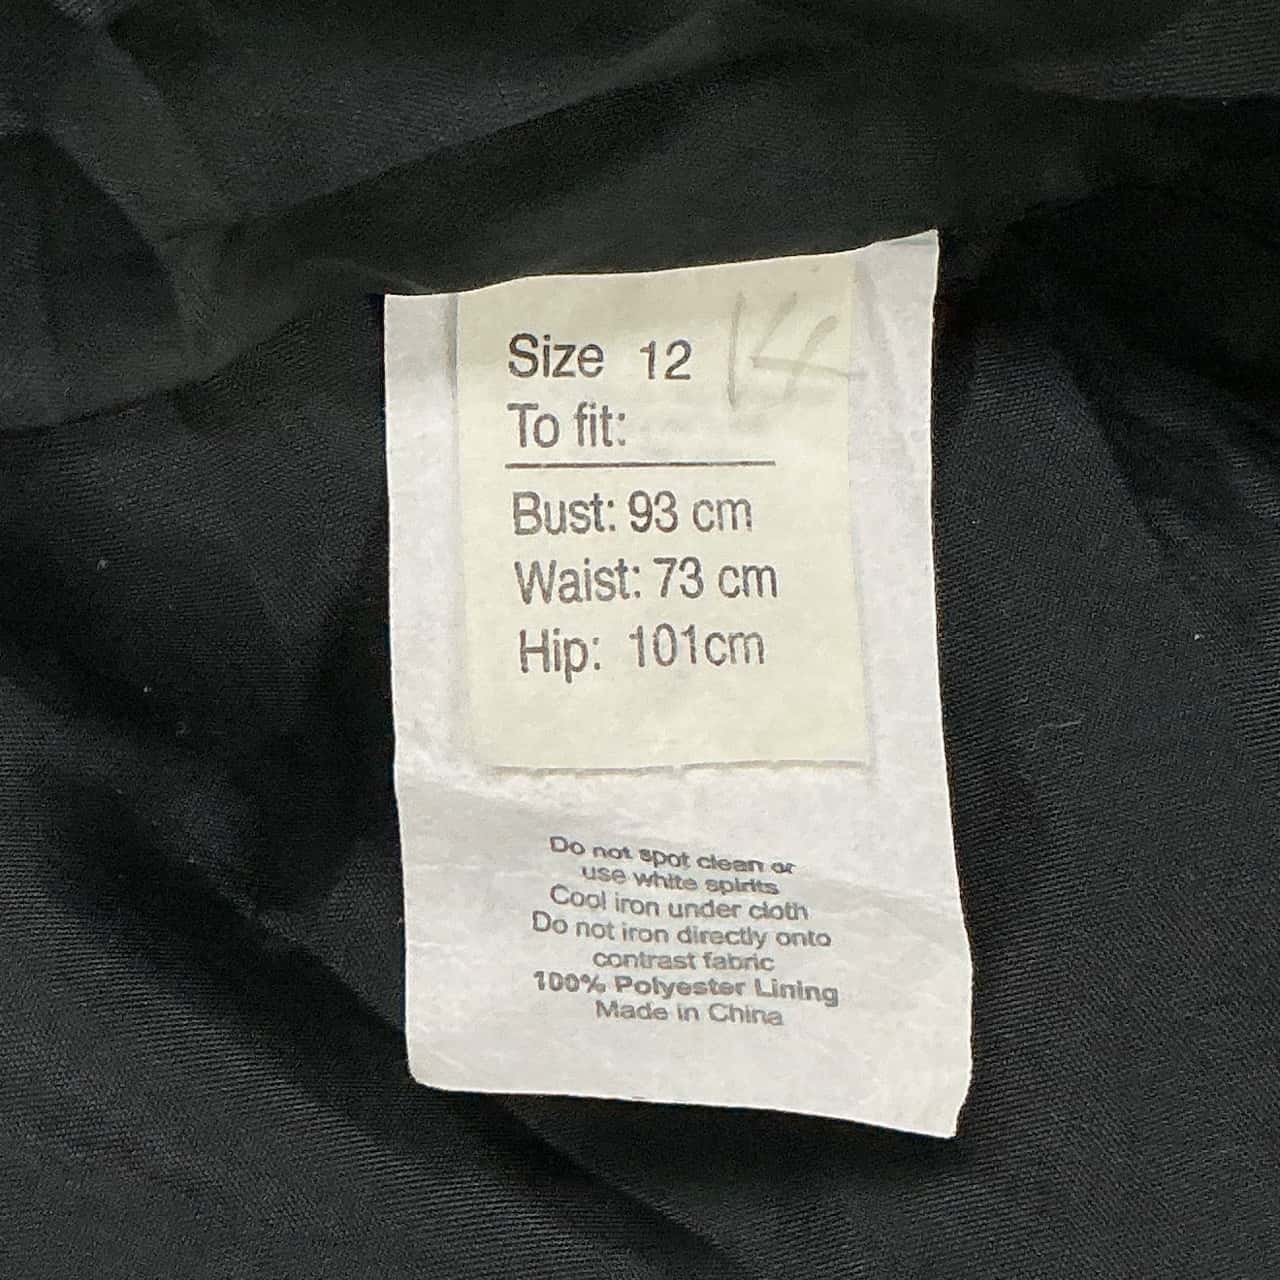 Size 12 14
To fit:
Bust: 93 cm
Waist: 73 cm
Hip: 101cm
Do not spot clean or
use white spirits
Cool iron under cloth
Do not iron directly onto
contrast fabric
100% Polyester Lining
Made in China